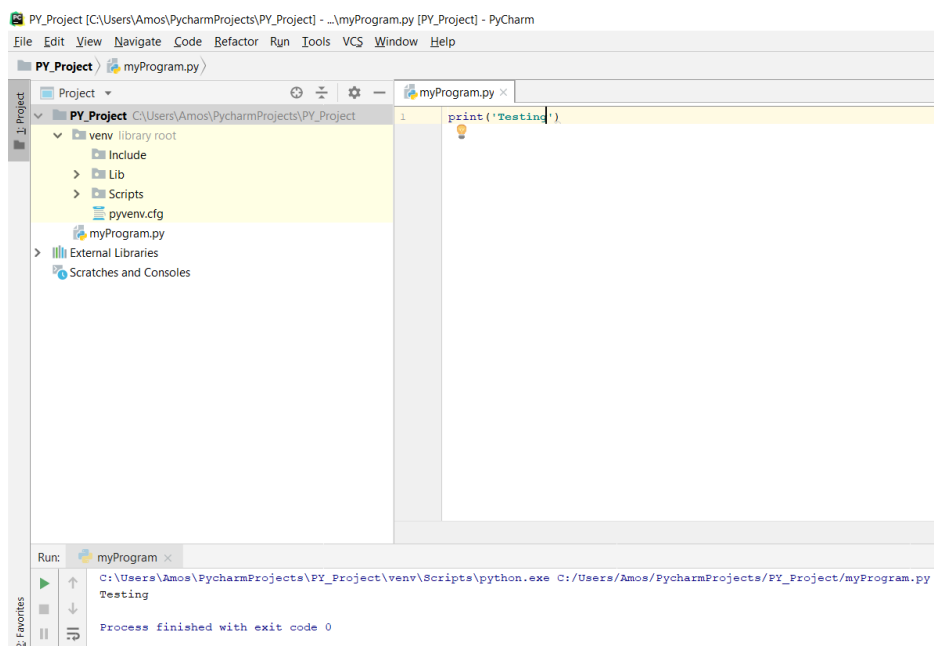 PY_Project [C:\Users\Amos\PycharmProjects\PY_Project] - ...\myProgram.py [PY_Project] - PyCharm
File Edit View Navigate Code Refactor Run Tools VCS Window Help
PY_Project myProgram.py
1: Project
Project
myProgram.py
PY_Project C:\Users\Amos\PycharmProjects\PY_Project
venv library root
Include
Lib
Scripts
pyvenv.cfg
myProgram.py
External Libraries
Scratches and Consoles
1 print('Testing')
Run: myProgram
C:\Users\Amos\PycharmProjects\PY_Project\venv\Scripts\python.exe C:/Users/Amos/PycharmProjects/PY_Project/myProgram.py
Testing
Process finished with exit code 0
2: Favorites